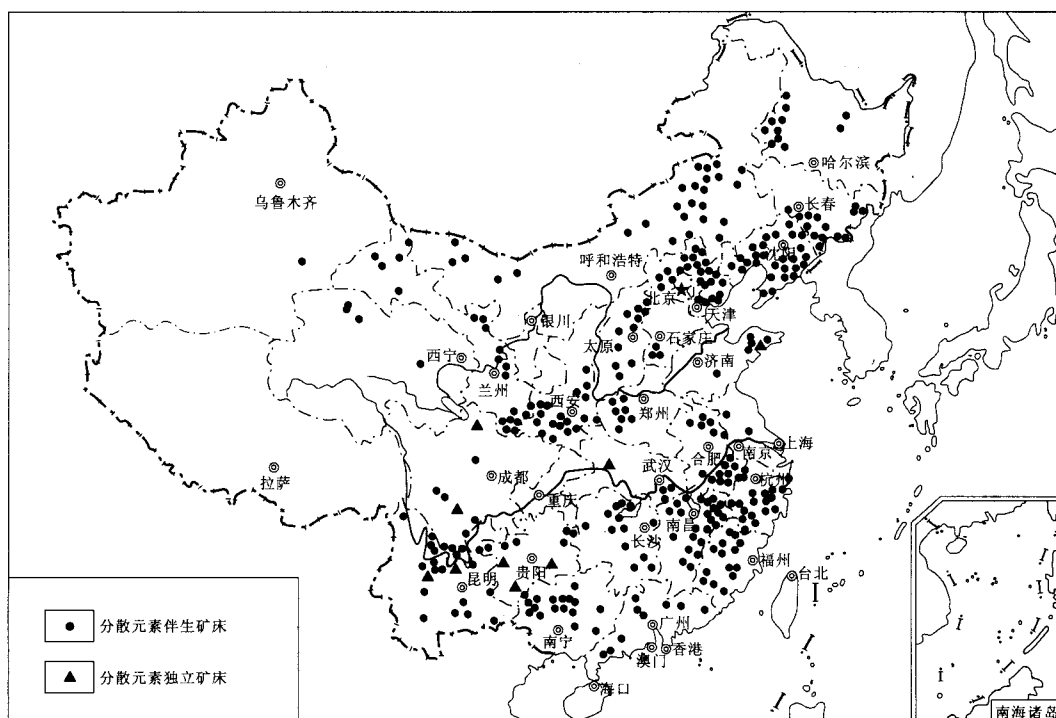 哈尔滨
长春
乌鲁木齐
沈阳
呼和浩特
北京
天津
银川
石家庄
太原
西宁
济南
兰州
西安
郑州
上海
合肥
南京
武汉
拉萨
成都
杭州
重庆
南昌
长沙
贵阳
福州
昆明
台北
广州
南宁
香港
澳门
海口
分散元素伴生矿床
分散元素独立矿床
南海诸岛